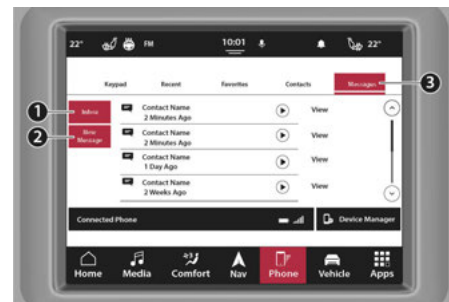 22° FM 10:01 22°
Keypad Recent Favorites Contacts Messages
3
1 Inbox
Contact Name
2 Minutes Ago
View
2 New
Message
Contact Name
2 Minutes Ago
View
Contact Name
1 Day Ago
View
Contact Name
2 Weeks Ago
View
Connected Phone
Device Manager
Home Media Comfort Nav Phone Vehicle Apps